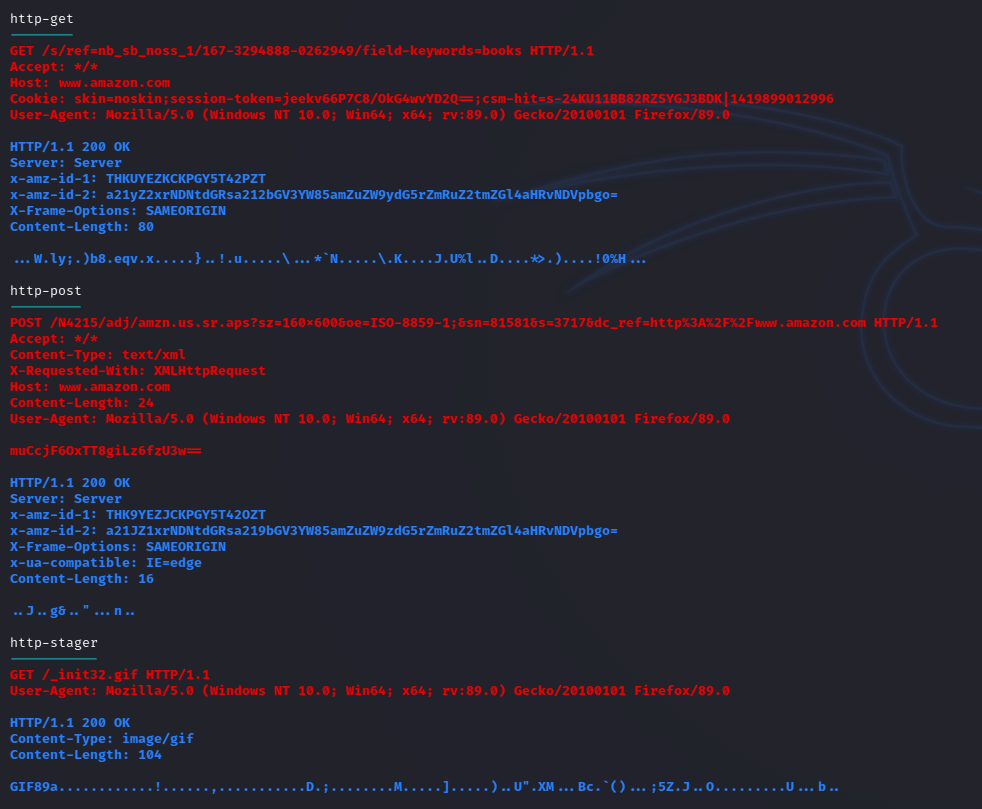 http-get
GET /s/ref=nb_sb_noss_1/167-3294888-0262949/field-keywords=books HTTP/1.1
Accept: */*
Host: www.amazon.com
Cookie: skin=noskin;session-token=jeekv66P7C8/OkG4wvYD2Q==;csm-hit=s-24KU11BB82RZSYGJ3BDK|1419899012996
User-Agent: Mozilla/5.0 (Windows NT 10.0; Win64; x64; rv:89.0) Gecko/20100101 Firefox/89.0
HTTP/1.1 200 OK
Server: Server
x-amz-id-1: THKUYEZKCKPGY5T42PZT
x-amz-id-2: a21yZ2xrNDNtdGRsa212bGV3YW85amZuZW9ydG5rZmRuZ2tmZGl4aHRvNDVpbgo=
X-Frame-Options: SAMEORIGIN
Content-Length: 80
...W.ly;.)b8.eqv.x.....}..!.u.....\...*`N.....\.K....J.U%l..D....*>.)....!0%H...
http-post
POST /N4215/adj/amzn.us.sr.aps?sz=160×600&oe=ISO-8859-1;&sn=81581&s=3717&dc_ref=http%3A%2F%2Fwww.amazon.com HTTP/1.1
Accept: */*
Content-Type: text/xml
X-Requested-With: XMLHttpRequest
Host: www.amazon.com
Content-Length: 24
User-Agent: Mozilla/5.0 (Windows NT 10.0; Win64; x64; rv:89.0) Gecko/20100101 Firefox/89.0
muCcjF6OxTT8giLz6fzU3w==
HTTP/1.1 200 OK
Server: Server
x-amz-id-1: THK9YEZJCKPGY5T42OZT
x-amz-id-2: a21JZ1xrNDNtdGRsa219bGV3YW85amZuZW9zdG5rZmRuZ2tmZGl4aHRvNDVpbgo=
X-Frame-Options: SAMEORIGIN
x-ua-compatible: IE=edge
Content-Length: 16
..J..g&.."...n..
http-stager
GET /_init32.gif HTTP/1.1
User-Agent: Mozilla/5.0 (Windows NT 10.0; Win64; x64; rv:89.0) Gecko/20100101 Firefox/89.0
HTTP/1.1 200 OK
Content-Type: image/gif
Content-Length: 104
GIF89a............!......,...........D.;........M.....].....)..U".XM...Bc.`()...;5Z.J..O.........U...b..